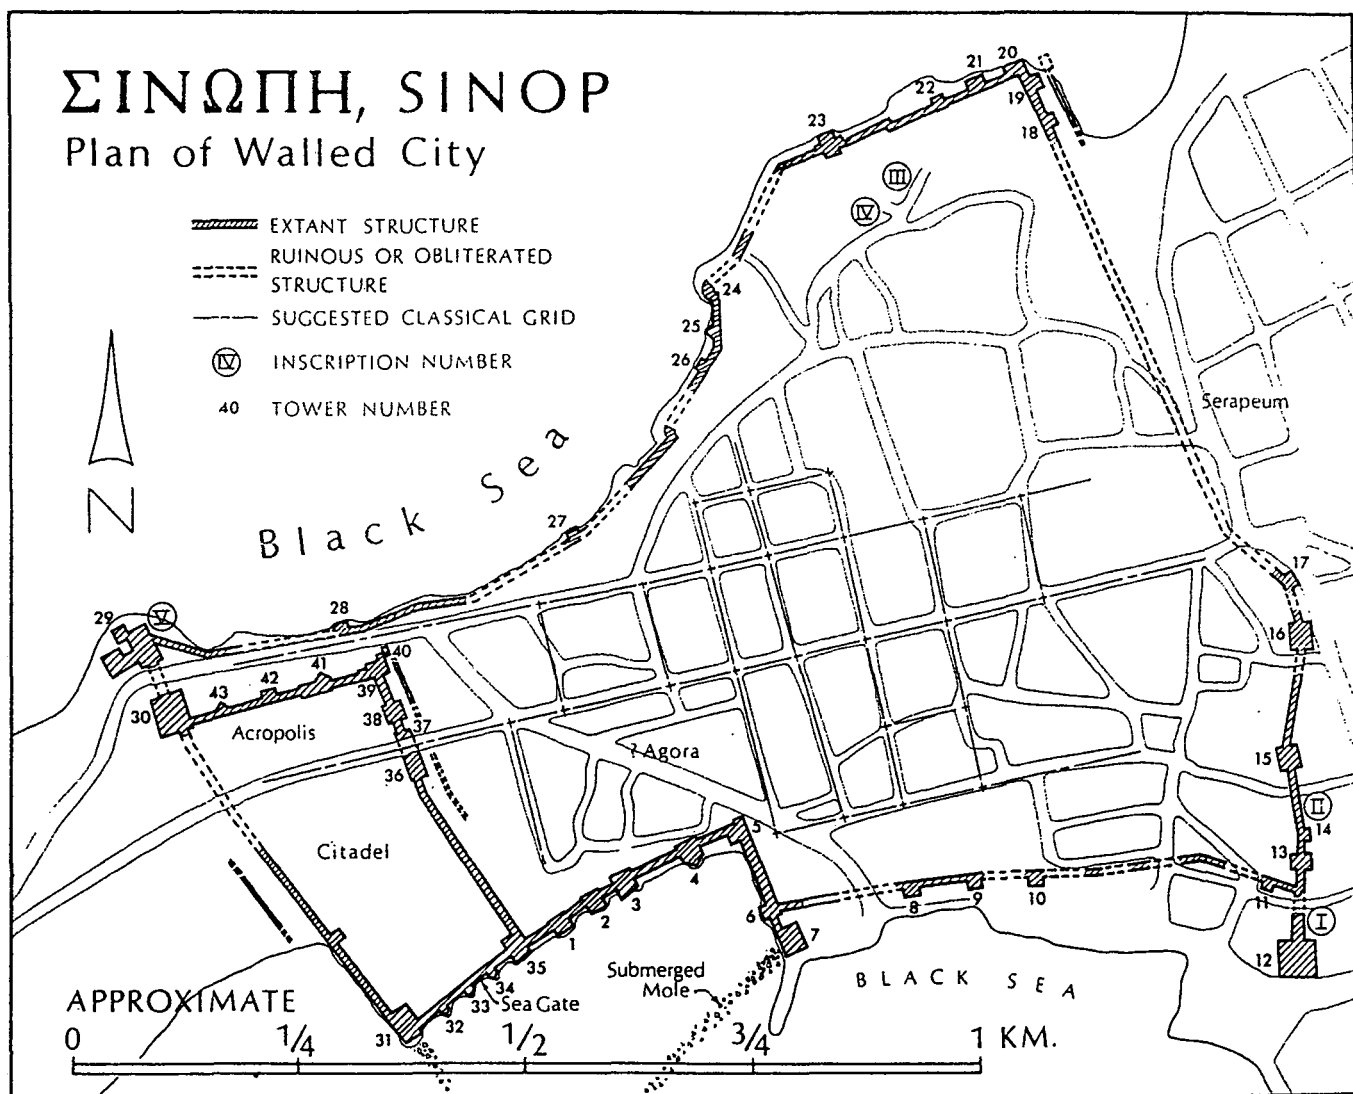 ΣΙΝΩΠΗ, SINOP
Plan of Walled City
EXTANT STRUCTURE
RUINOUS OR OBLITERATED
STRUCTURE
SUGGESTED CLASSICAL GRID
IV INSCRIPTION NUMBER
40 TOWER NUMBER
N
Black Sea
20
21
22
19
23
18
III
IV
24
25
26
Serapeum
27
17
28
29
V
16
40
41
42
39
43
30
38
37
Acropolis
? Agora
15
36
II
14
5
Citadel
13
4
3
8
9
10
11
2
6
1
7
I
12
35
Submerged
Mole
BLACK SEA
34
Sea Gate
33
32
31
APPROXIMATE
0 1/4 1/2 3/4 1 KM.